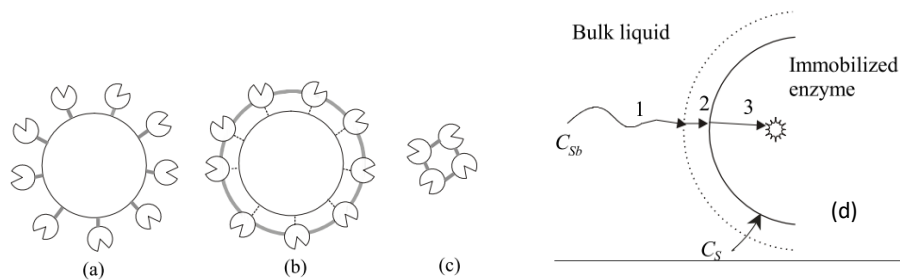 (a)
(b)
(c)
Bulk liquid
Immobilized
enzyme
1
2
3
C_Sb
(d)
C_S